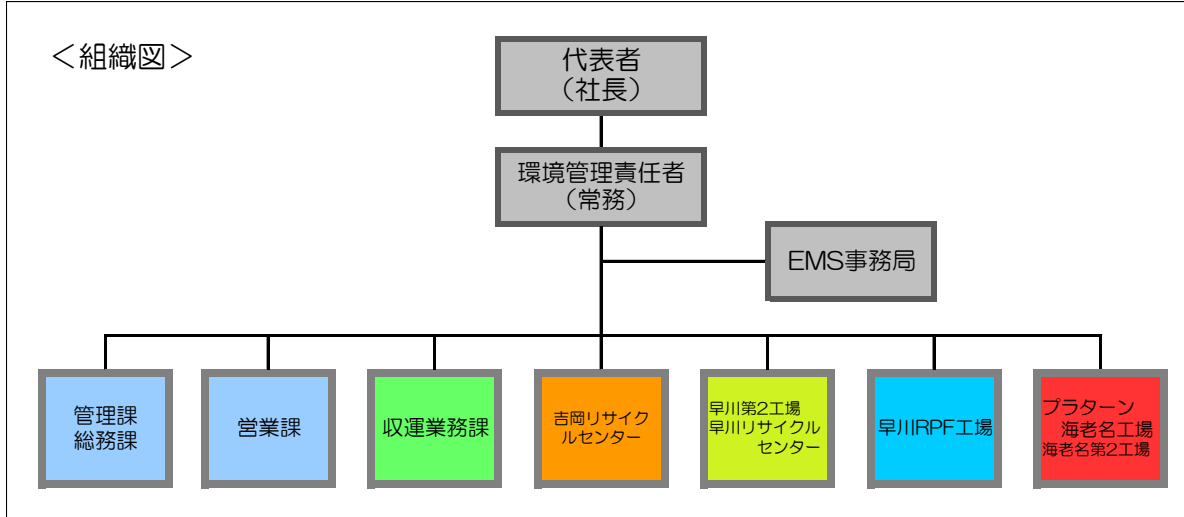 ＜組織図＞
代表者
（社長）
環境管理責任者
（常務）
EMS事務局
管理課
総務課
営業課
収運業務課
吉岡リサイク
ルセンター
早川第2工場
早川リサイクル
センター
早川RPF工場
プラターン
海老名工場
海老名第2工場